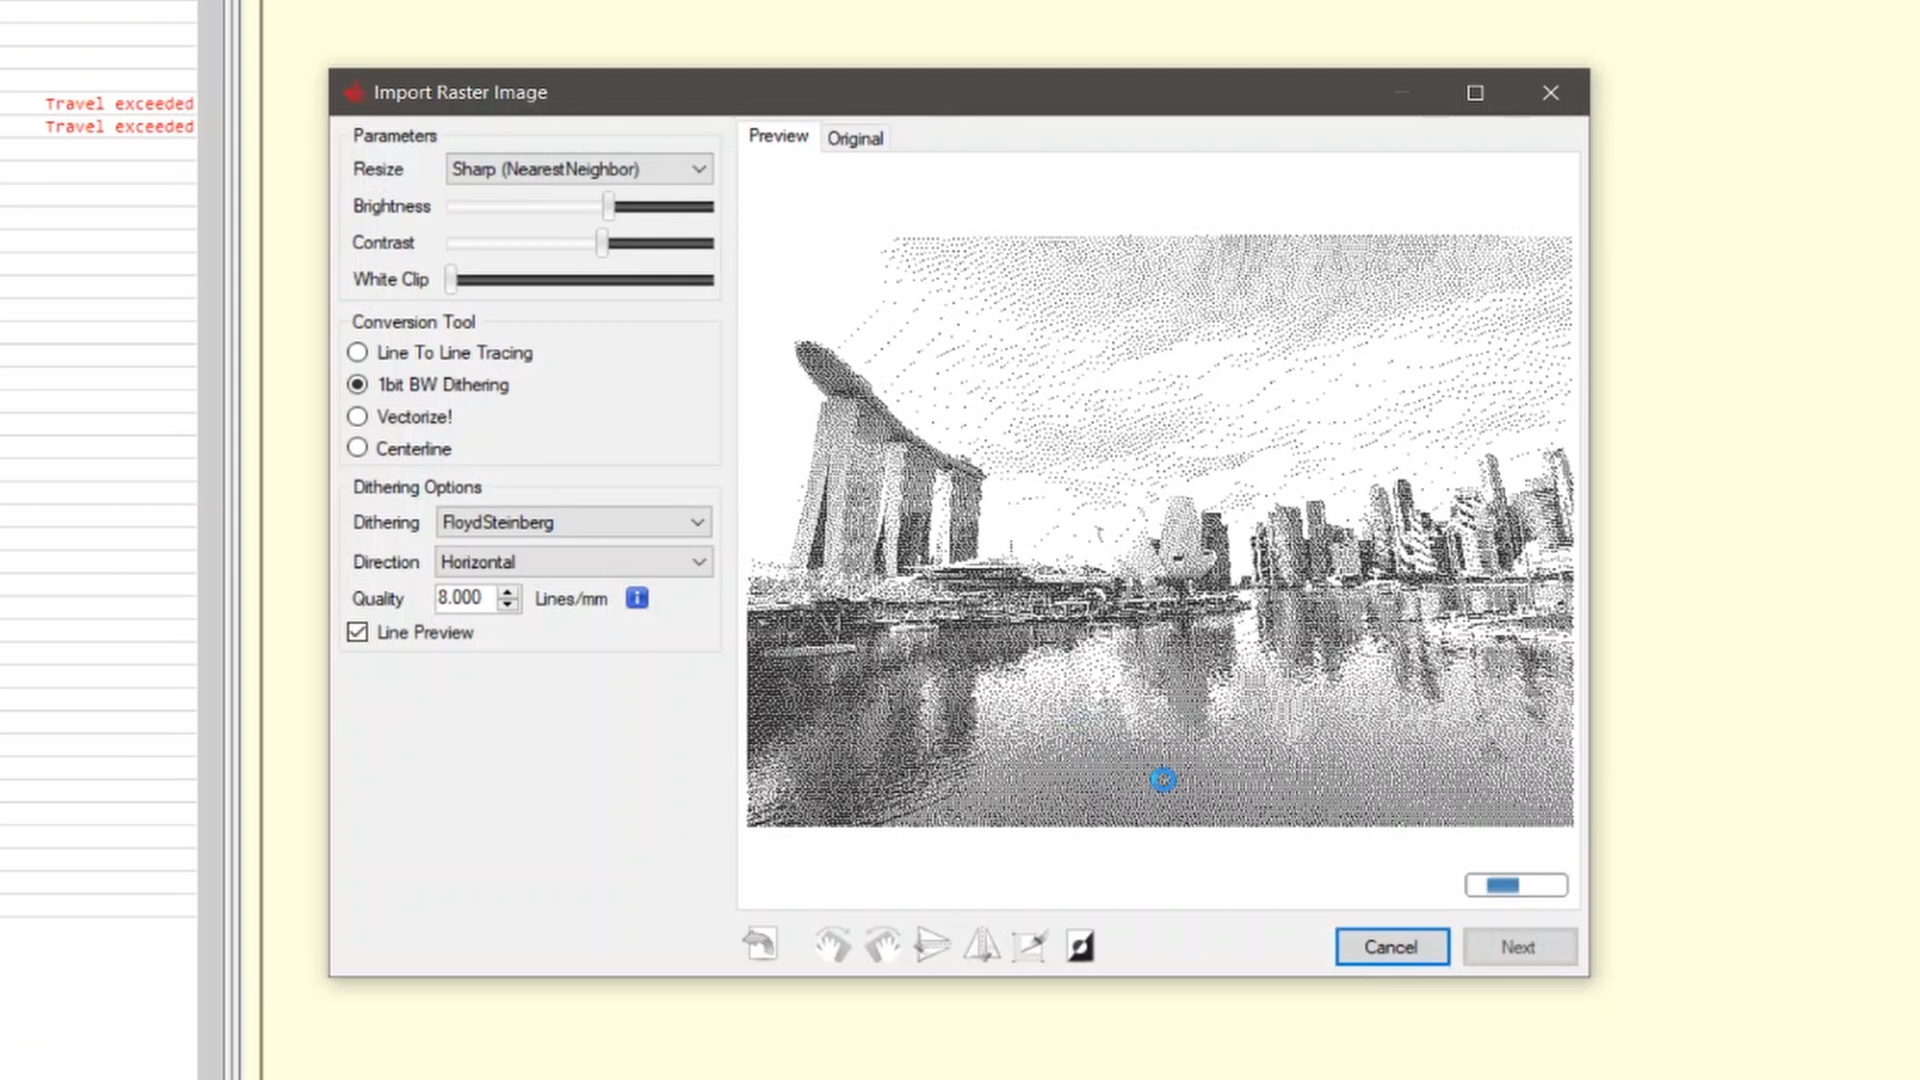 Travel exceeded
Travel exceeded
Import Raster Image
Parameters
Resize Sharp (NearestNeighbor)
Brightness
Contrast
White Clip
Conversion Tool
Line To Line Tracing
1bit BW Dithering
Vectorize!
Centerline
Dithering Options
Dithering FloydSteinberg
Direction Horizontal
Quality 8.000 Lines/mm
Line Preview
Preview Original
Cancel Next